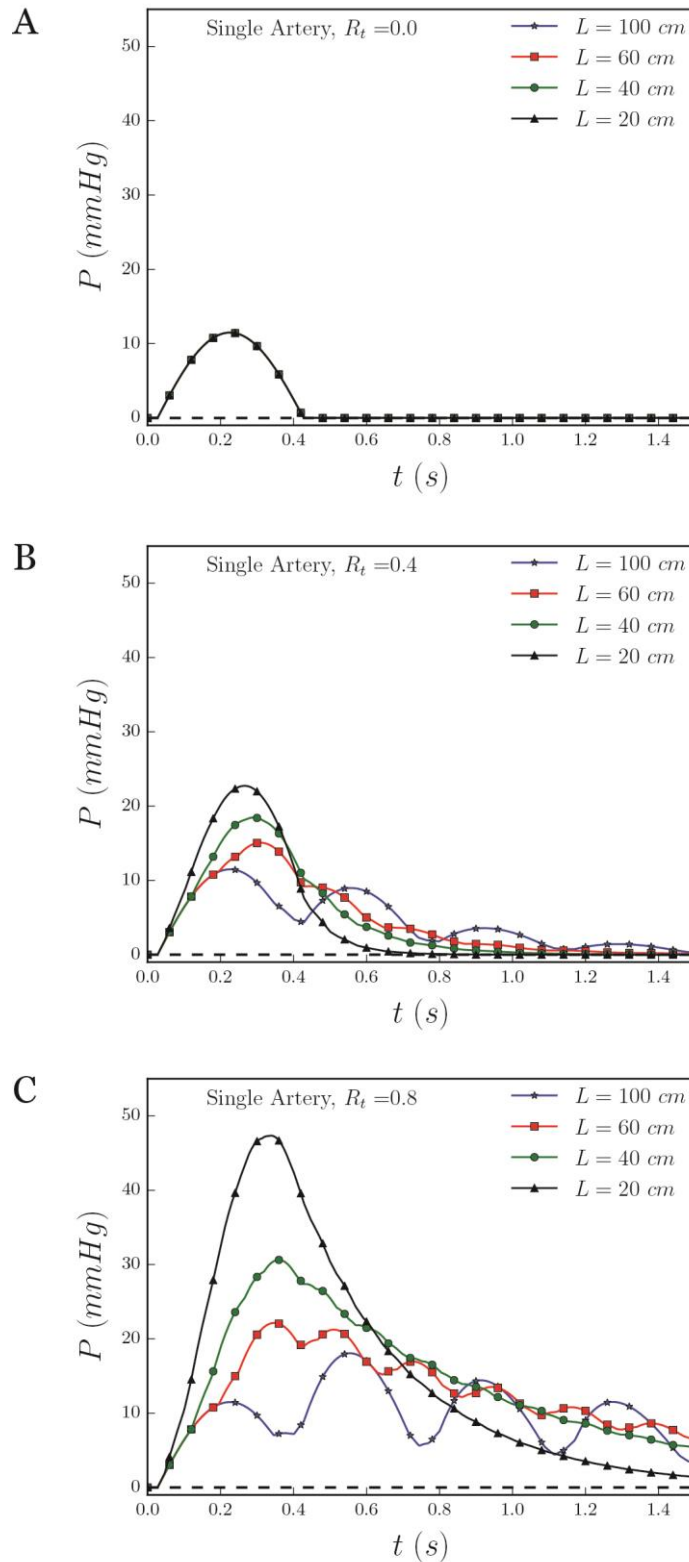 A
Single Artery, R_t =0.0
L = 100 cm
L = 60 cm
L = 40 cm
L = 20 cm
P (mmHg)
50
40
30
20
10
0
0.0 0.2 0.4 0.6 0.8 1.0 1.2 1.4
t (s)
B
Single Artery, R_t =0.4
L = 100 cm
L = 60 cm
L = 40 cm
L = 20 cm
P (mmHg)
50
40
30
20
10
0
0.0 0.2 0.4 0.6 0.8 1.0 1.2 1.4
t (s)
C
Single Artery, R_t =0.8
L = 100 cm
L = 60 cm
L = 40 cm
L = 20 cm
P (mmHg)
50
40
30
20
10
0
0.0 0.2 0.4 0.6 0.8 1.0 1.2 1.4
t (s)